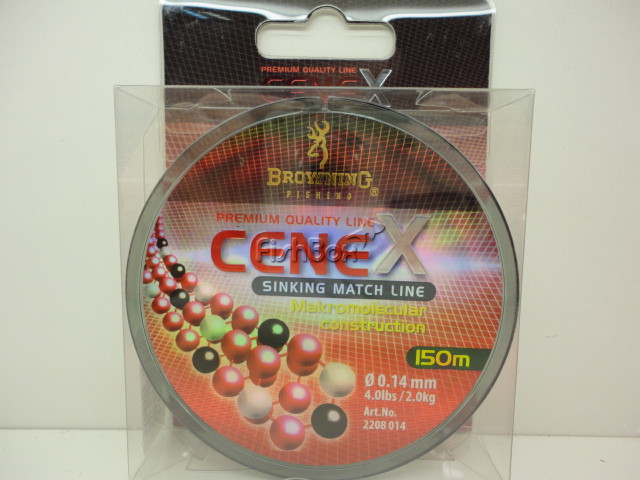 PREMIUM QUALITY LINE
CENEX
BROWNING®
FISHING
PREMIUM QUALITY LINE
CENEX
FishBox
SINKING MATCH LINE
Makromolecular
construction
150m
Ø 0.14 mm
4.0lbs / 2.0kg
Art.No.
2208 014